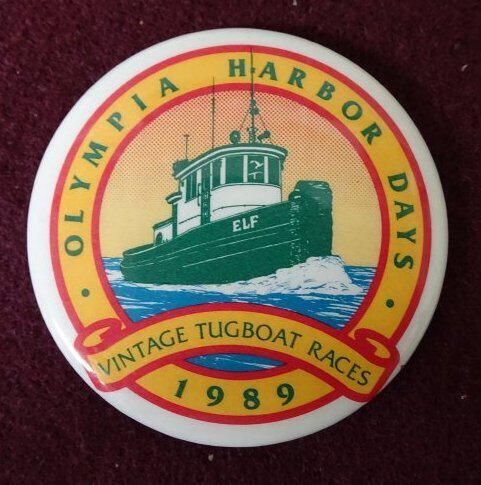 OLYMPIA HARBOR DAYS
ELF
VINTAGE TUGBOAT RACES
1989